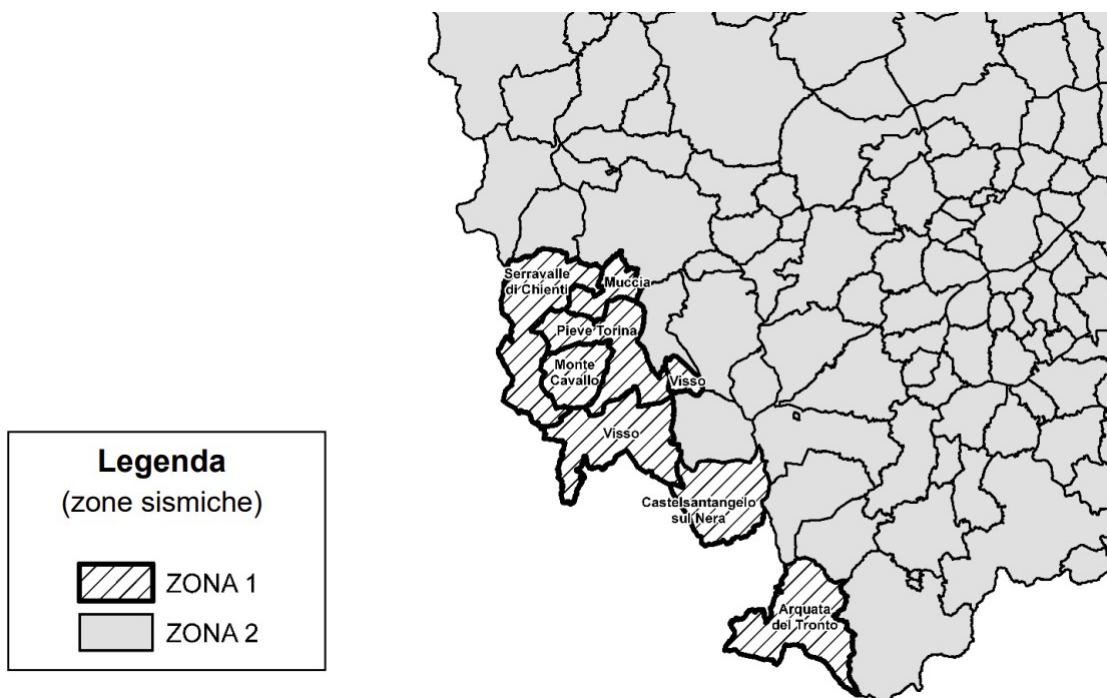 Serravalle
di Chienti
Muccia
Pieve Torina
Monte
Cavallo
Visso
Visso
Castelsantangelo
sul Nera
Arquata
del Tronto
Legenda
(zone sismiche)
ZONA 1
ZONA 2